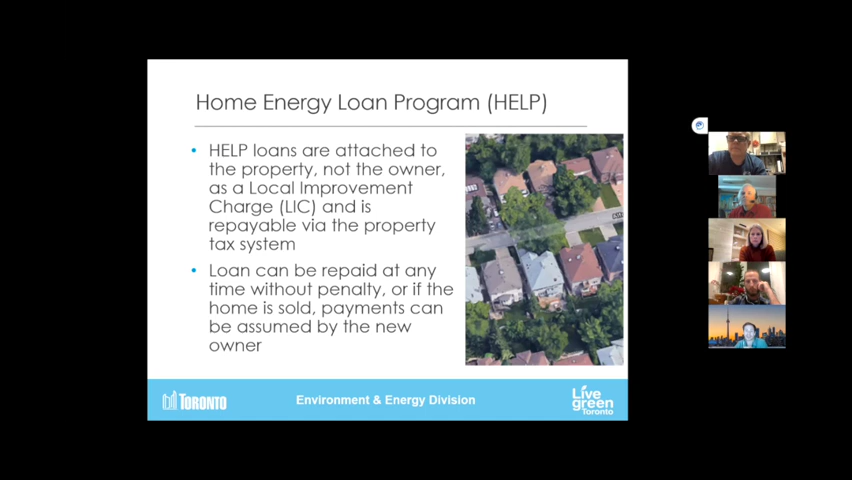 Home Energy Loan Program (HELP)
• HELP loans are attached to
the property, not the owner,
as a Local Improvement
Charge (LIC) and is
repayable via the property
tax system
• Loan can be repaid at any
time without penalty, or if the
home is sold, payments can
be assumed by the new
owner
TORONTO
Environment & Energy Division
Live
green
Toronto